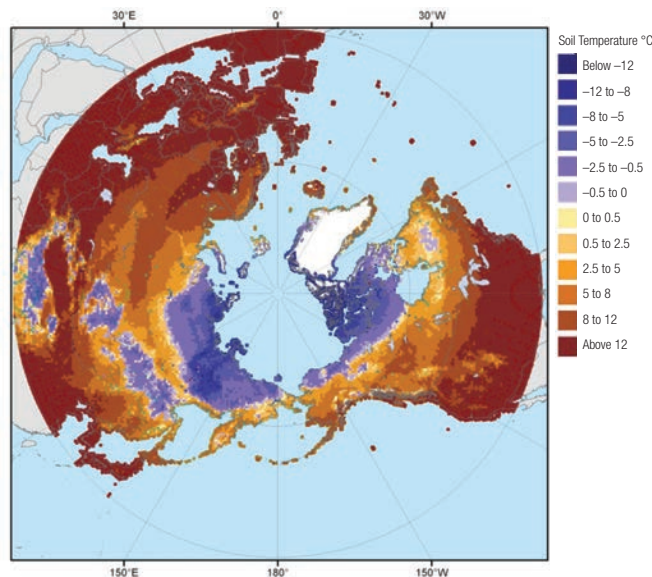 30°E
0°
30°W
Soil Temperature °C
Below –12
–12 to –8
–8 to –5
–5 to –2.5
–2.5 to –0.5
–0.5 to 0
0 to 0.5
0.5 to 2.5
2.5 to 5
5 to 8
8 to 12
Above 12
150°E
180°
150°W